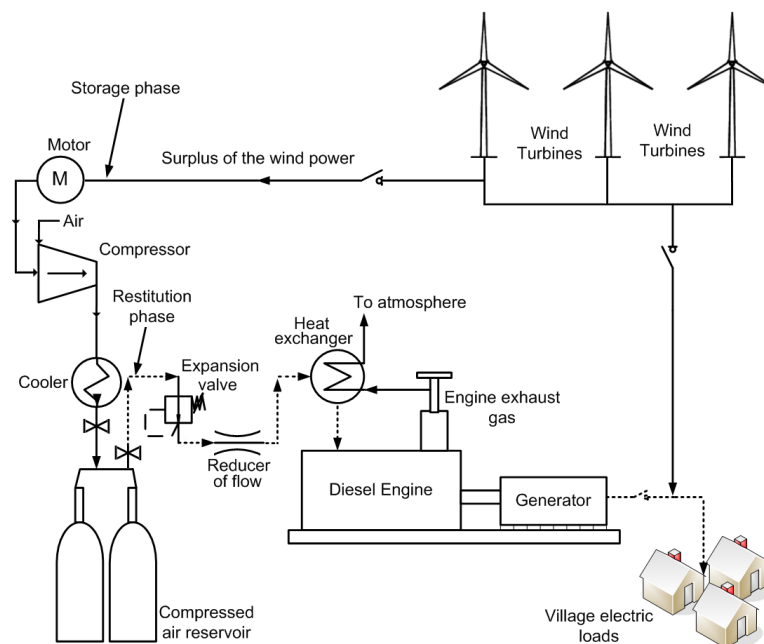 Storage phase
Motor
M
Surplus of the wind power
Wind
Turbines
Wind
Turbines
Air
Compressor
Restitution
phase
To atmosphere
Heat
exchanger
Cooler
Expansion
valve
Engine exhaust
gas
Reducer
of flow
Diesel Engine
Generator
Compressed
air reservoir
Village electric
loads